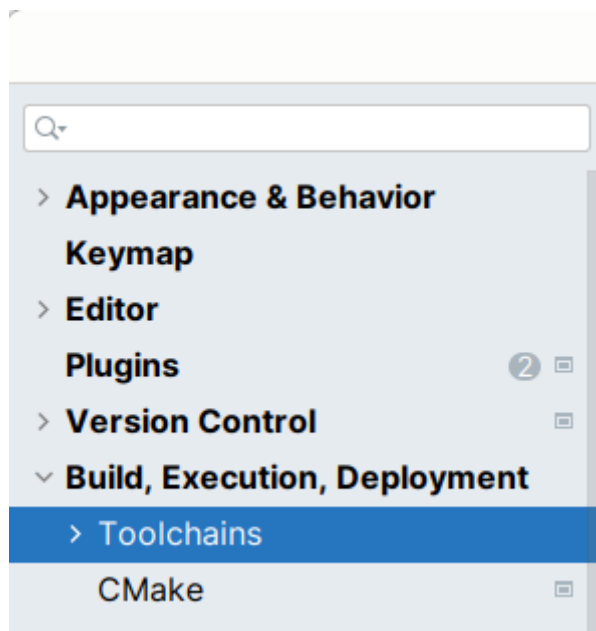 Appearance & Behavior
Keymap
Editor
Plugins 2
Version Control
Build, Execution, Deployment
Toolchains
CMake